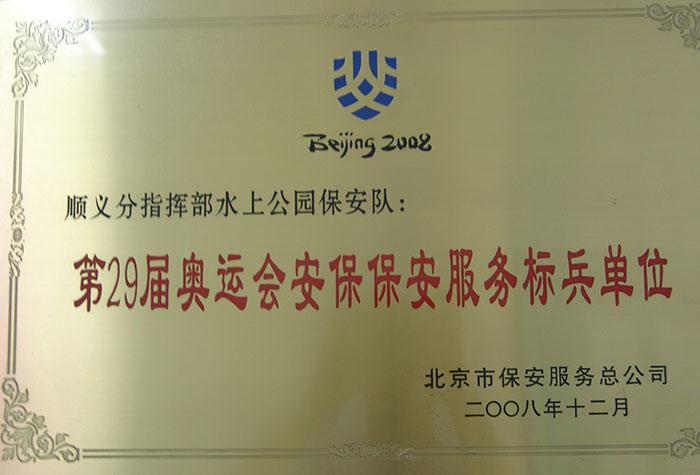 Beijing 2008
顺义分指挥部水上公园保安队：
第29届奥运会安保保安服务标兵单位
北京市保安服务总公司
二〇〇八年十二月